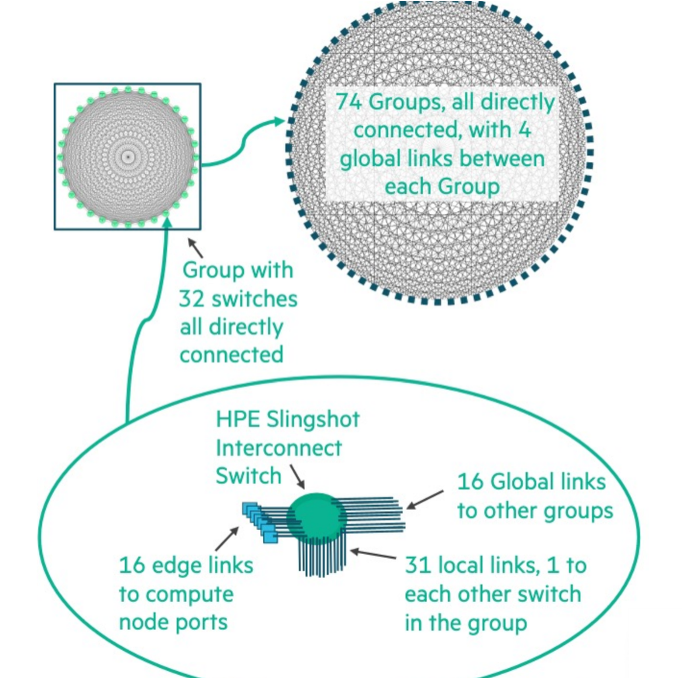 74 Groups, all directly
connected, with 4
global links between
each Group
Group with
32 switches
all directly
connected
HPE Slingshot
Interconnect
Switch
16 Global links
to other groups
16 edge links
to compute
node ports
31 local links, 1 to
each other switch
in the group